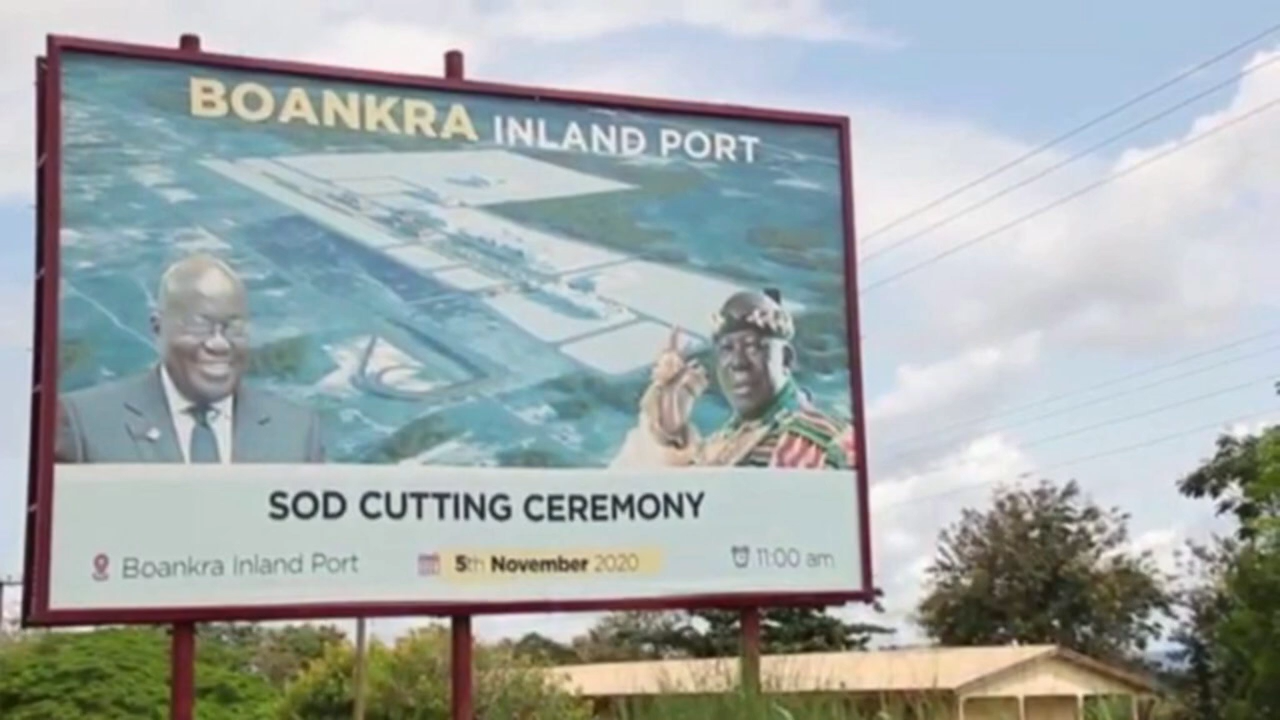 BOANKRA INLAND PORT
SOD CUTTING CEREMONY
Boankra Inland Port 5th November 2020 11:00 am